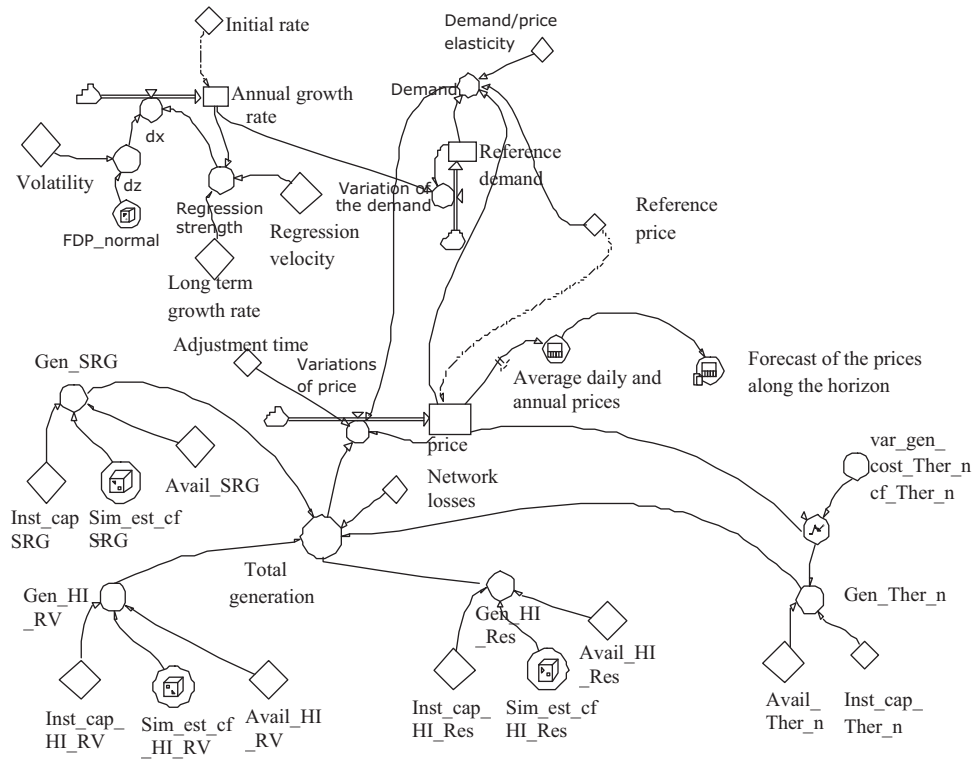 Initial rate
Demand/price
elasticity
Annual growth
rate
Demand
dx
Volatility
dz
FDP_normal
Regression
strength
Regression
velocity
Long term
growth rate
Variation of
the demand
Reference
demand
Reference
price
Adjustment time
Variations
of price
Gen_SRG
Average daily and
annual prices
Forecast of the prices
along the horizon
price
Inst_cap
SRG
Sim_est_cf
SRG
Avail_SRG
Network
losses
var_gen_
cost_Ther_n
cf_Ther_n
Total
generation
Gen_HI
_RV
Gen_HI
_Res
Gen_Ther_n
Inst_cap_
HI_RV
Sim_est_cf
_HI_RV
Avail_HI
_RV
Inst_cap_
HI_Res
Sim_est_cf
HI_Res
Avail_HI
_Res
Avail_
Ther_n
Inst_cap_
Ther_n